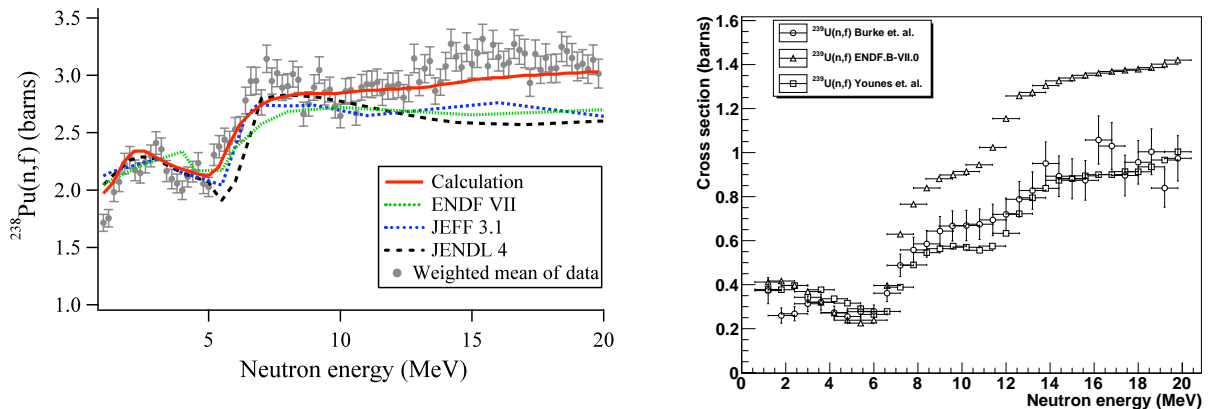 3.5
3.0
2.5
2.0
1.5
1.0
²³⁸Pu(n,f) (barns)
Calculation
ENDF VII
JEFF 3.1
JENDL 4
Weighted mean of data
5
10
15
20
Neutron energy (MeV)
1.6
1.4
1.2
1
0.8
0.6
0.4
0.2
0
Cross section (barns)
²³⁹U(n,f) Burke et. al.
²³⁹U(n,f) ENDF.B-VII.0
²³⁹U(n,f) Younes et. al.
0 2 4 6 8 10 12 14 16 18 20
Neutron energy (MeV)